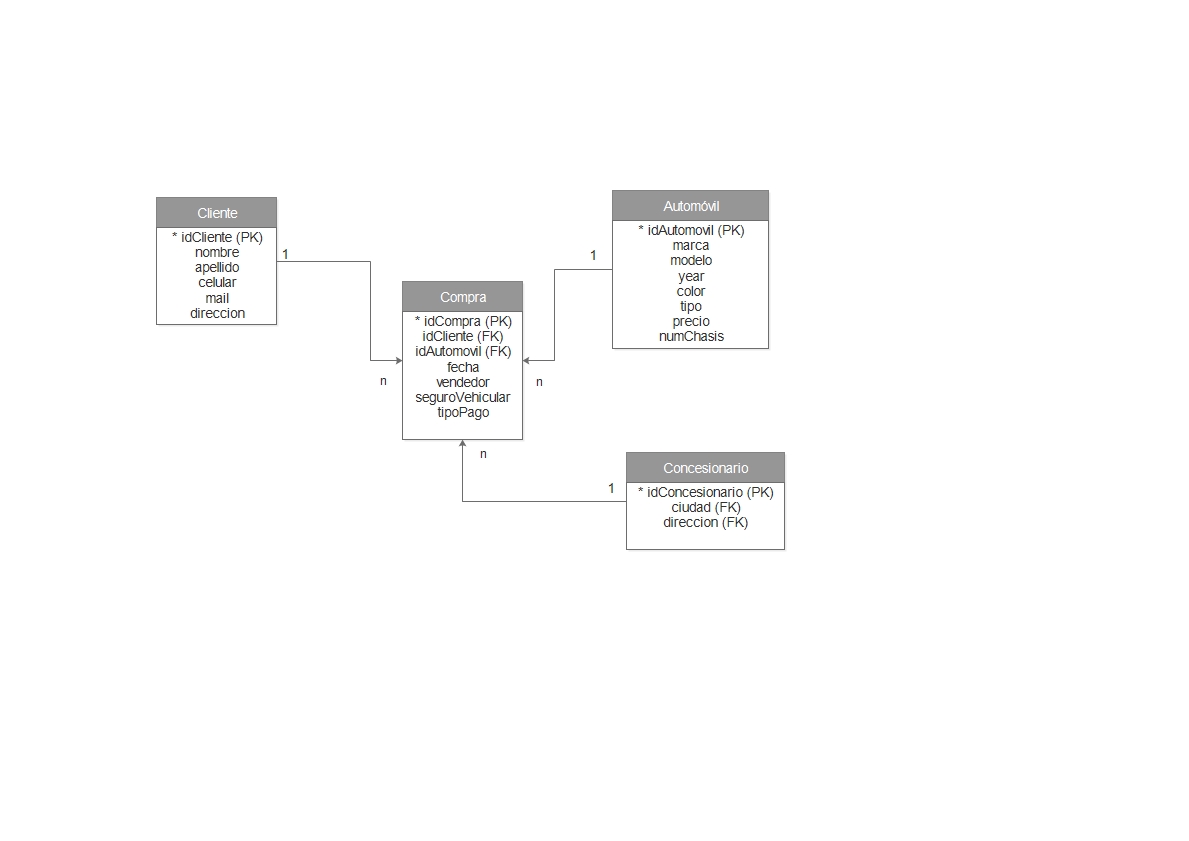 Cliente
* idCliente (PK)
nombre
apellido
celular
mail
direccion
1
n
Compra
* idCompra (PK)
idCliente (FK)
idAutomovil (FK)
fecha
vendedor
seguroVehicular
tipoPago
Automóvil
* idAutomovil (PK)
marca
modelo
year
color
tipo
precio
numChasis
1
n
n
1
Concesionario
* idConcesionario (PK)
ciudad (FK)
direccion (FK)